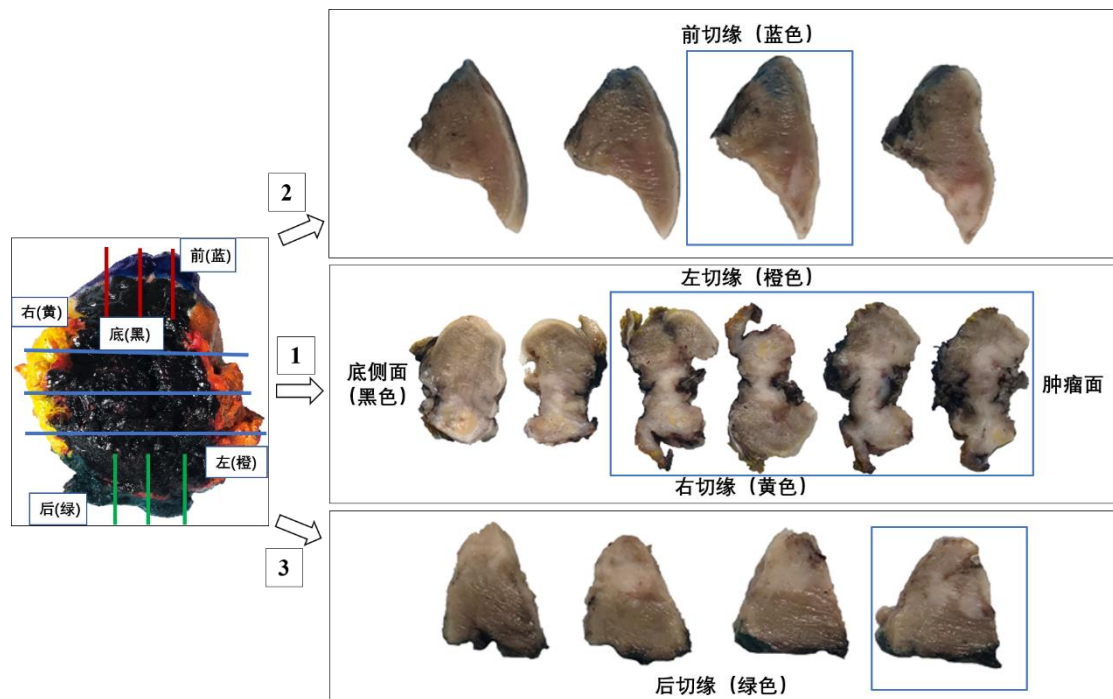 前切缘（蓝色）
2
前(蓝)
右(黄)
底(黑)
左(橙)
后(绿)
1
3
左切缘（橙色）
底侧面
（黑色）
肿瘤面
右切缘（黄色）
后切缘（绿色）